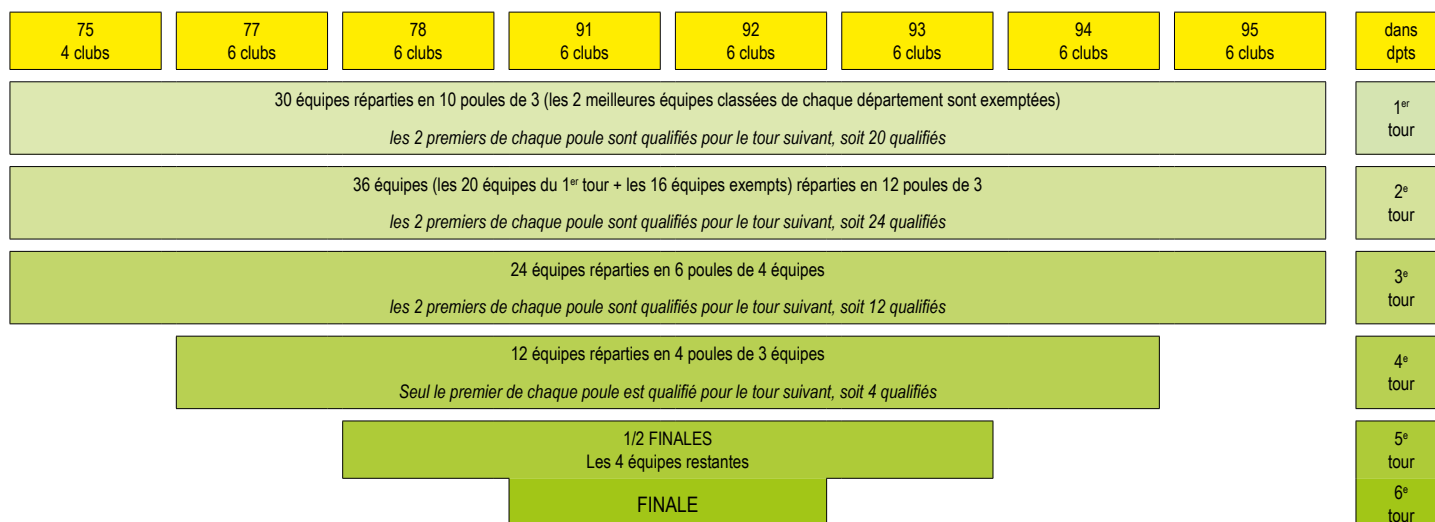 75
4 clubs
77
6 clubs
78
6 clubs
91
6 clubs
92
6 clubs
93
6 clubs
94
6 clubs
95
6 clubs
dans
dpts
30 équipes réparties en 10 poules de 3 (les 2 meilleures équipes classées de chaque département sont exemptées)
les 2 premiers de chaque poule sont qualifiés pour le tour suivant, soit 20 qualifiés
1er
tour
36 équipes (les 20 équipes du 1er tour + les 16 équipes exempts) réparties en 12 poules de 3
les 2 premiers de chaque poule sont qualifiés pour le tour suivant, soit 24 qualifiés
2e
tour
24 équipes réparties en 6 poules de 4 équipes
les 2 premiers de chaque poule sont qualifiés pour le tour suivant, soit 12 qualifiés
3e
tour
12 équipes réparties en 4 poules de 3 équipes
Seul le premier de chaque poule est qualifié pour le tour suivant, soit 4 qualifiés
4e
tour
1/2 FINALES
Les 4 équipes restantes
5e
tour
FINALE
6e
tour